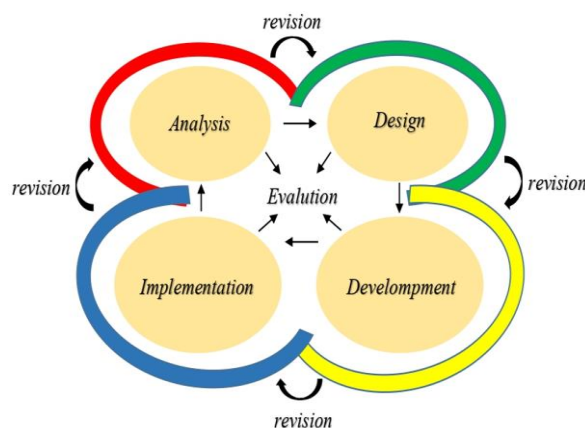 revision
Analysis
Design
revision
revision
Evalution
Implementation
Develompment
revision